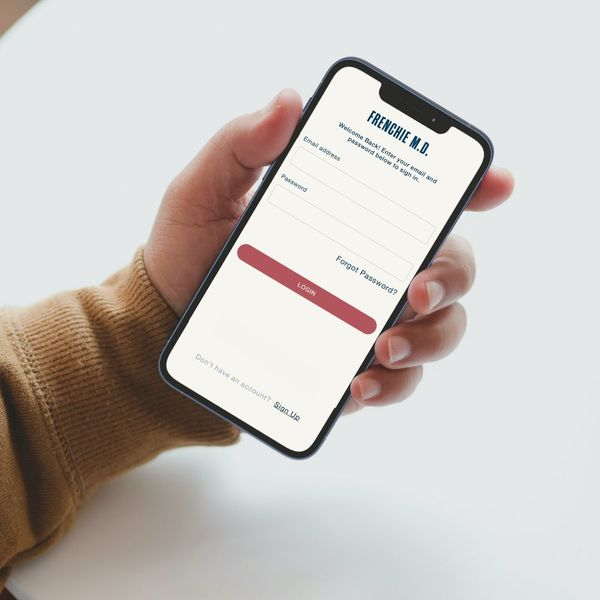 FRENCHIE M.D.
Welcome Back! Enter your email and
password below to sign in.
Email address
Password
Forgot Password?
LOGIN
Don't have an account? Sign Up